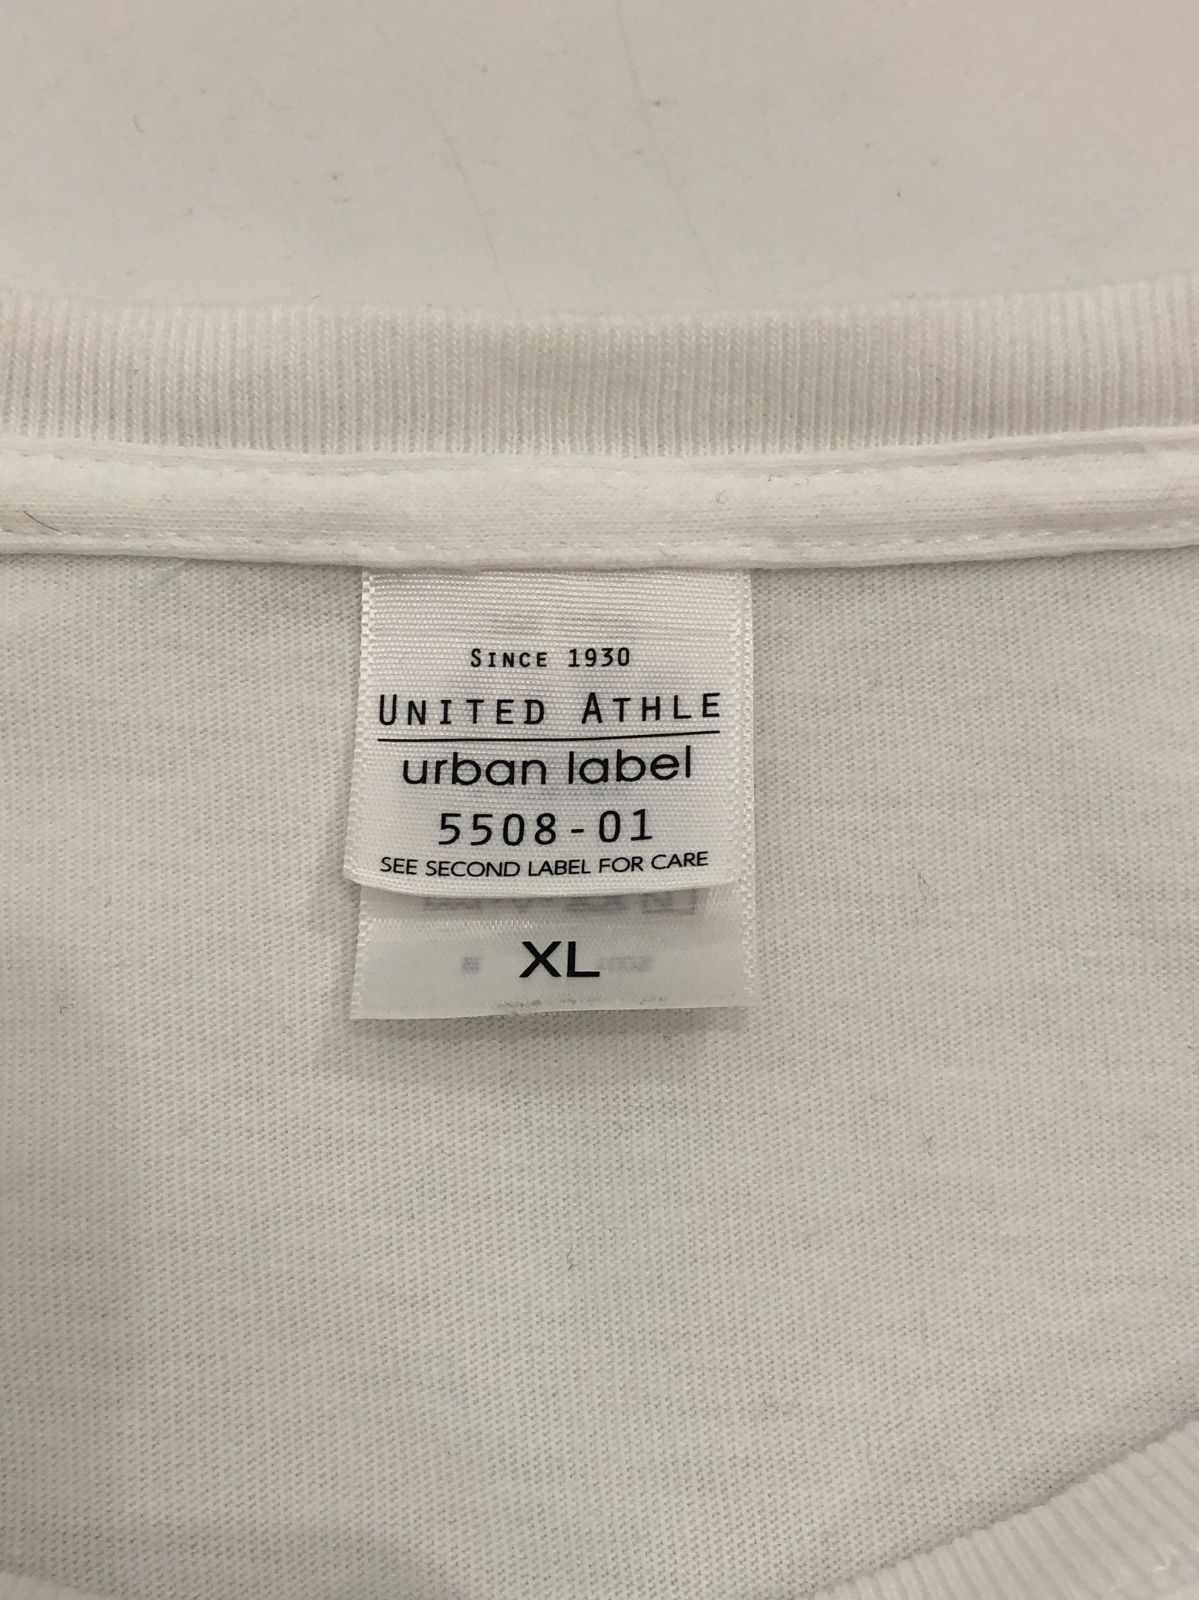 SINCE 1930
UNITED ATHLE
urban label
5508-01
SEE SECOND LABEL FOR CARE
XL